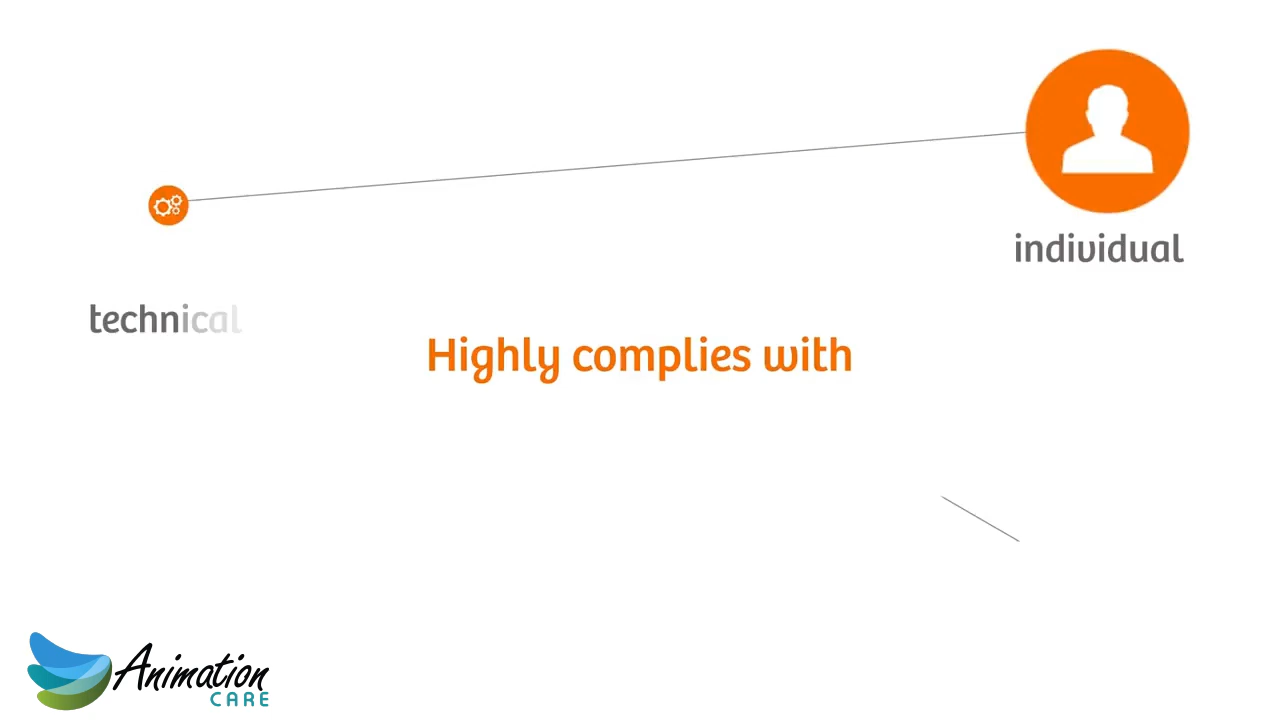 individual
technical
Highly complies with
Animation
CARE